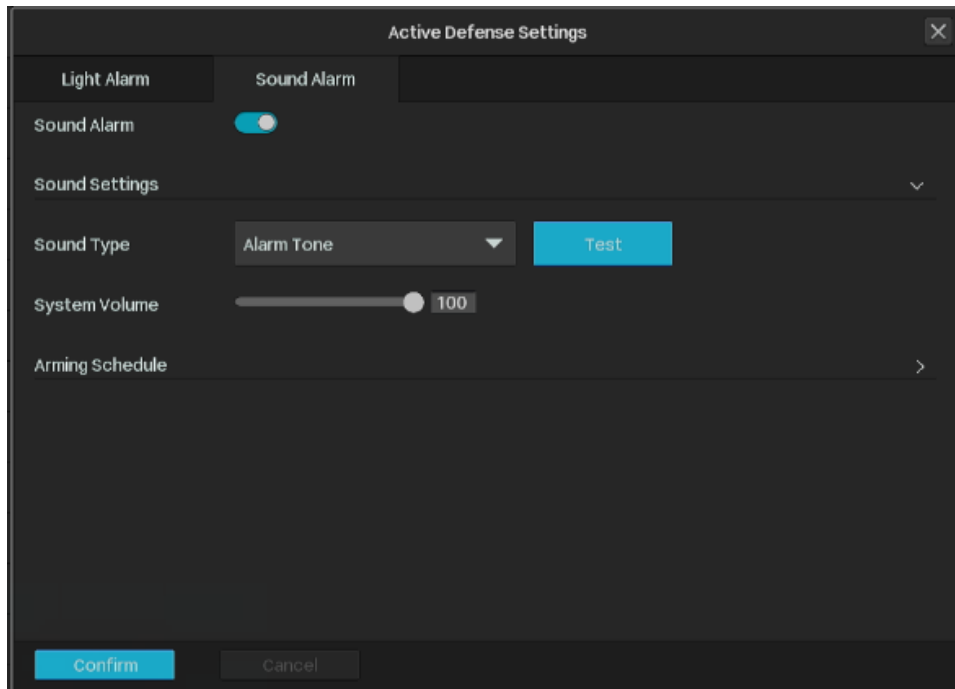 Active Defense Settings
Light Alarm Sound Alarm
Sound Alarm
Sound Settings
Sound Type Alarm Tone Test
System Volume 100
Arming Schedule
Confirm Cancel